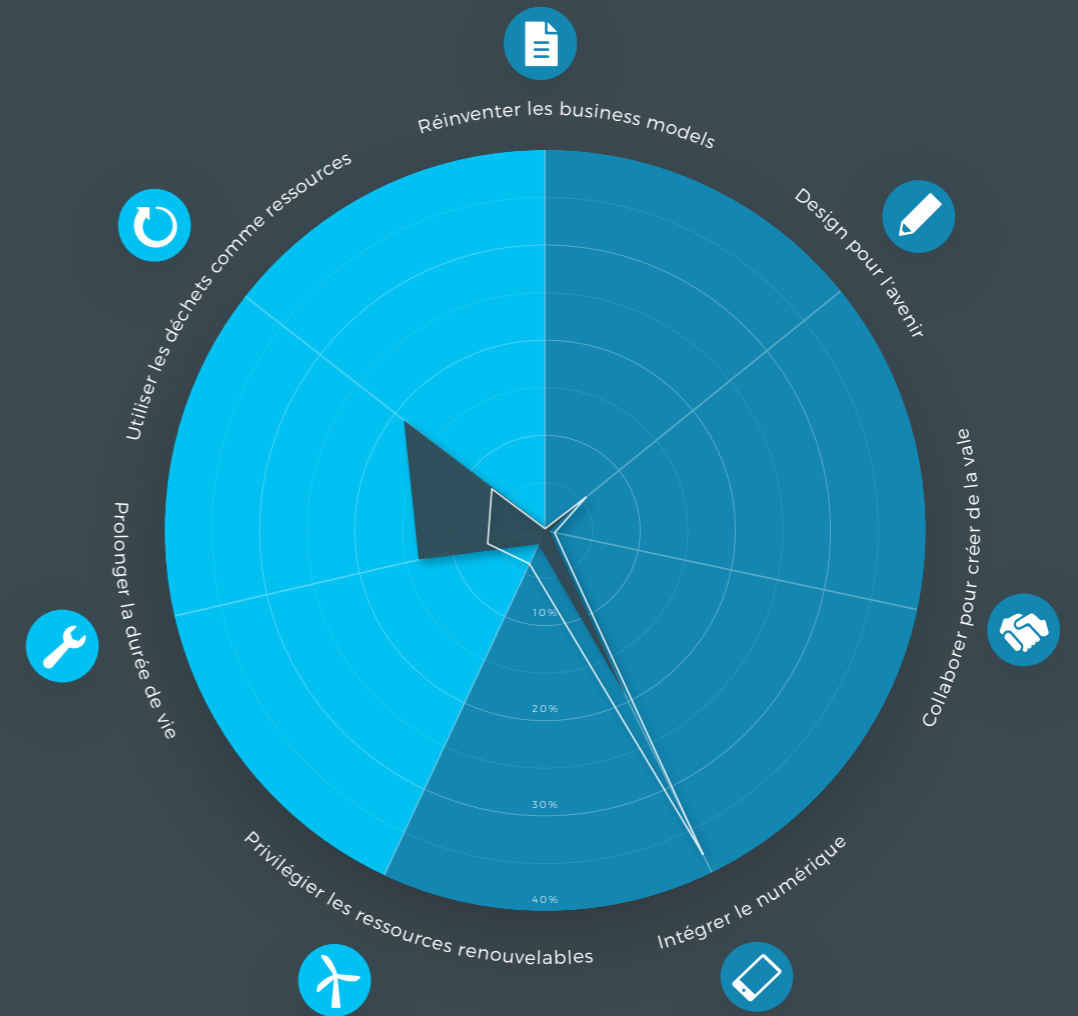 Réinventer les business models
Design pour l'avenir
Collaborer pour créer de la vale
Intégrer le numérique
Privilégier les ressources renouvelables
Prolonger la durée de vie
Utiliser les déchets comme ressources
10%
20%
30%
40%